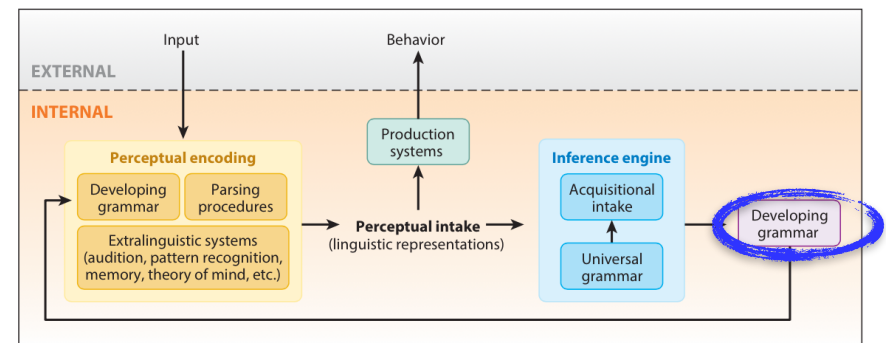 Input
Behavior
EXTERNAL
INTERNAL
Production
systems
Perceptual encoding
Developing
grammar
Parsing
procedures
Extralinguistic systems
(audition, pattern recognition,
memory, theory of mind, etc.)
Perceptual intake
(linguistic representations)
Inference engine
Acquisitional
intake
Universal
grammar
Developing
grammar